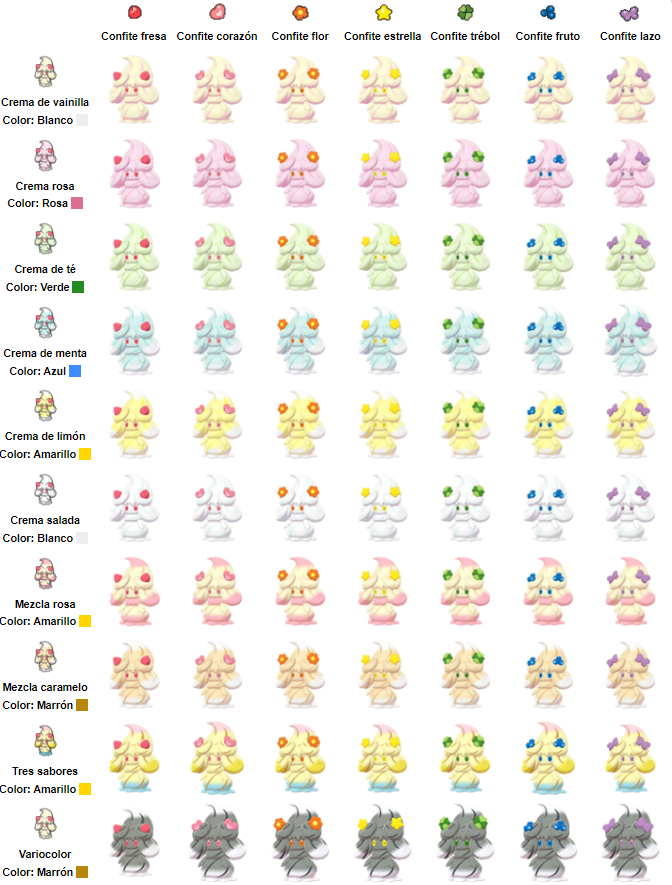 Confite fresa Confite corazón Confite flor Confite estrella Confite trébol Confite fruto Confite lazo
Crema de vainilla
Color: Blanco
Crema rosa
Color: Rosa
Crema de té
Color: Verde
Crema de menta
Color: Azul
Crema de limón
Color: Amarillo
Crema salada
Color: Blanco
Mezcla rosa
Color: Amarillo
Mezcla caramelo
Color: Marrón
Tres sabores
Color: Amarillo
Variocolor
Color: Marrón